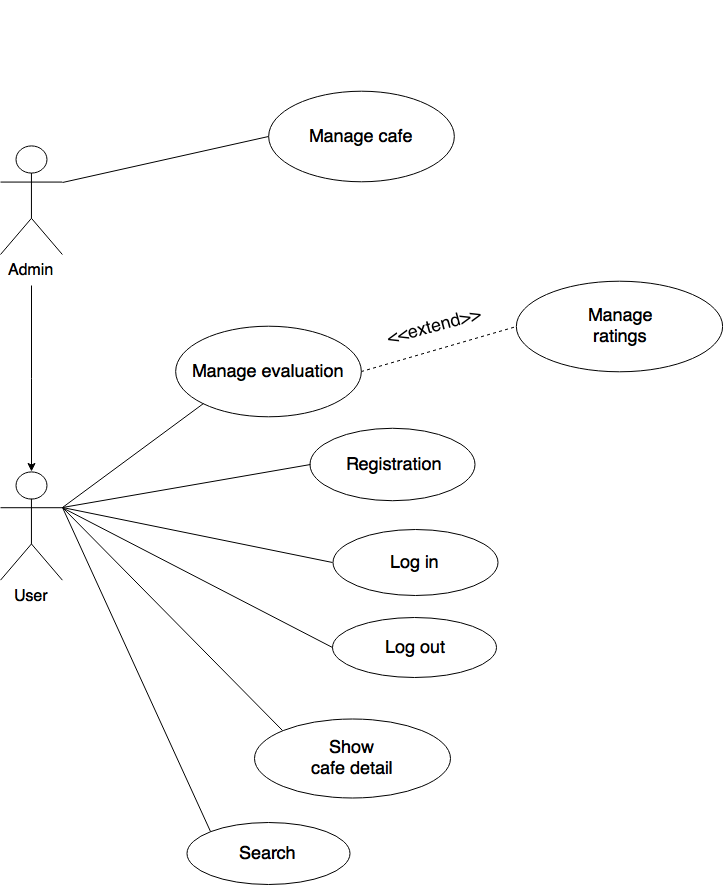 Manage cafe
Admin
<<extend>>
Manage
ratings
Manage evaluation
Registration
Log in
User
Log out
Show
cafe detail
Search